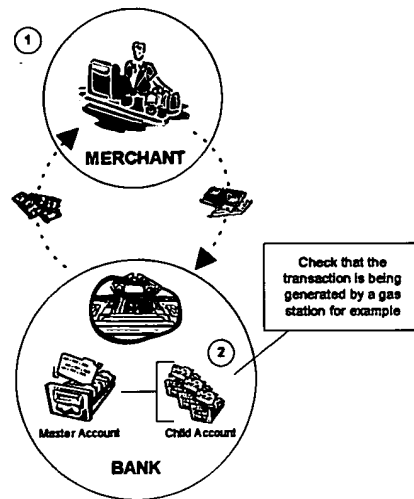 1
MERCHANT
Check that the
transaction is being
generated by a gas
station for example
2
Master Account
Child Account
BANK